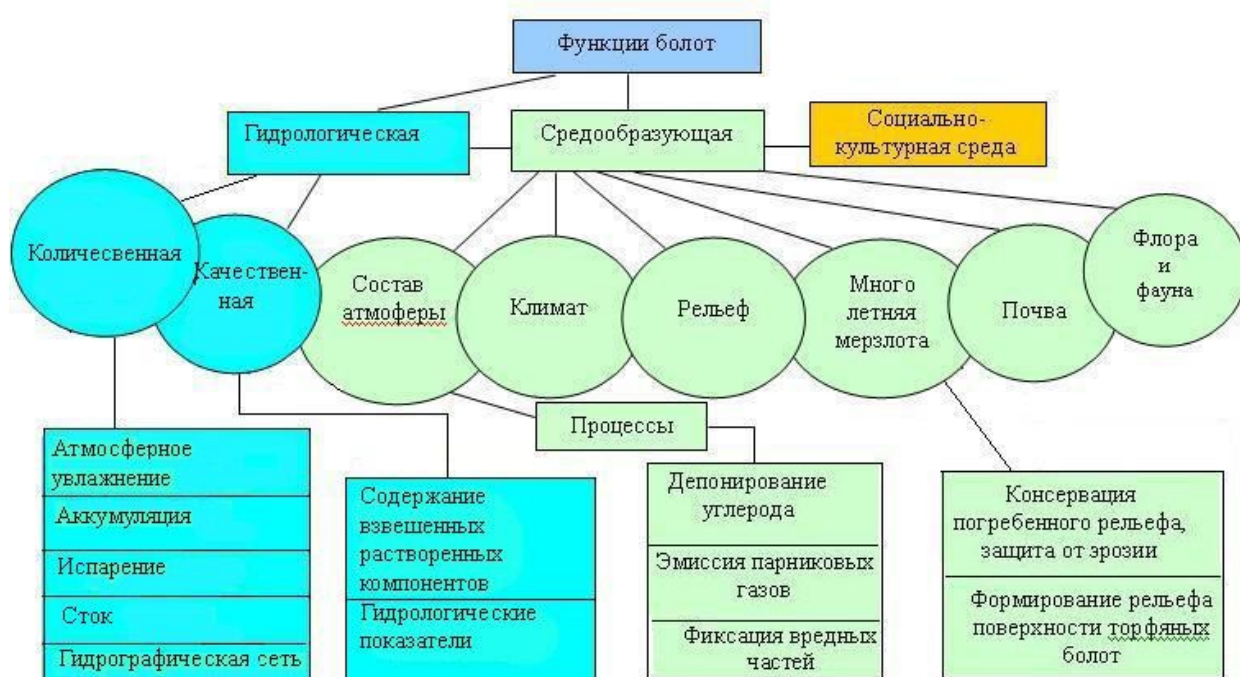 Функции болот
Гидрологическая
Средообразующая
Социально-
культурная среда
Количесвенная
Качествен-
ная
Состав
атмоферы
Климат
Рельеф
Много
летняя
мерзлота
Почва
Флора
и
фауна
Процессы
Атмосферное
увлажнение
Аккумуляция
Испарение
Сток
Гидрографическая сеть
Содержание
взвешенных
растворенных
компонентов
Гидрологические
показатели
Депонирование
углерода
Эмиссия парниковых
газов
Фиксация вредных
частей
Консервация
погребенного рельефа,
защита от эрозии
Формирование рельефа
поверхности торфяных
болот